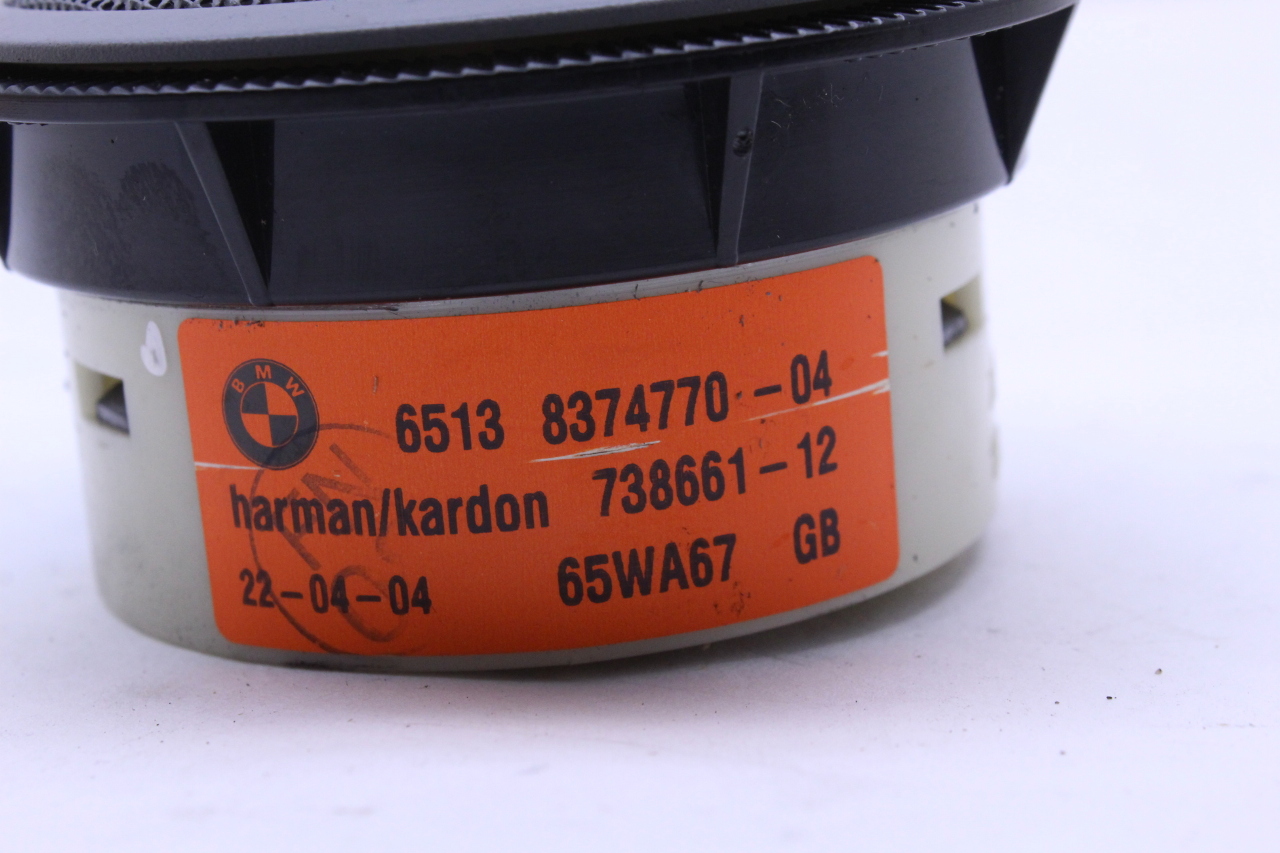 BMW
6513 8374770-04
harman/kardon 738661-12
22-04-04 65WA67 GB